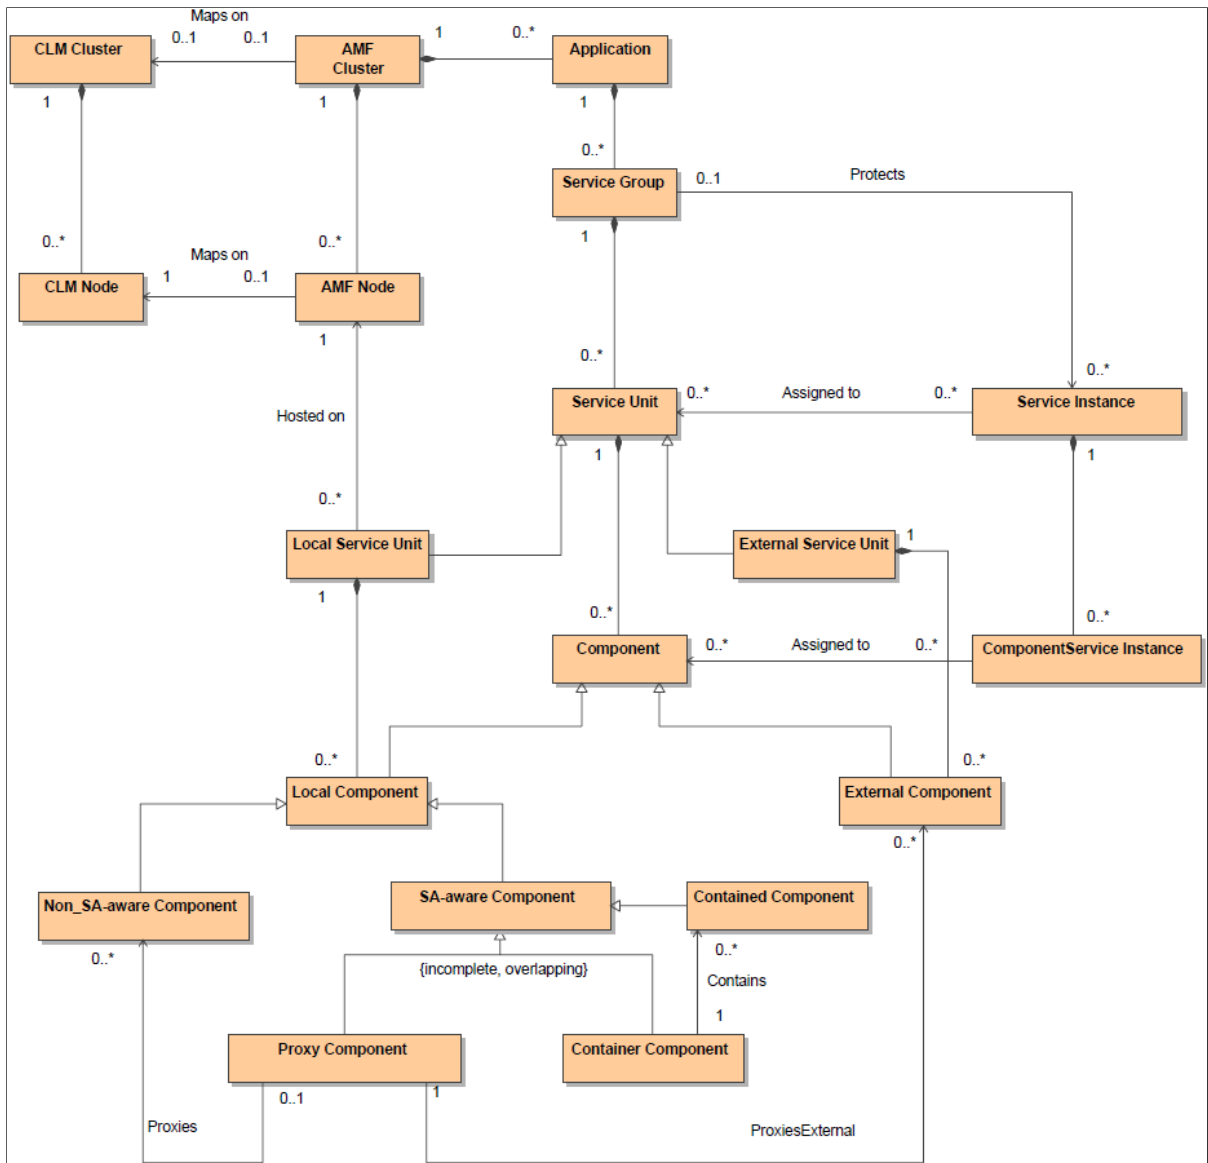 Maps on
CLM Cluster
0..1
0..1
AMF
Cluster
1
0..*
Application
1
1
1
0..*
Service Group
0..1
Protects
1
0..*
Maps on
0..*
CLM Node
1
0..1
AMF Node
1
0..*
0..*
Service Unit
0..*
Assigned to
0..*
Service Instance
Hosted on
1
1
0..*
Local Service Unit
External Service Unit
1
1
0..*
0..*
Component
0..*
Assigned to
0..*
ComponentService Instance
0..*
0..*
Local Component
External Component
0..*
Non_SA-aware Component
SA-aware Component
Contained Component
0..*
{incomplete, overlapping}
0..*
Contains
1
Proxy Component
Container Component
0..1
1
Proxies
ProxiesExternal